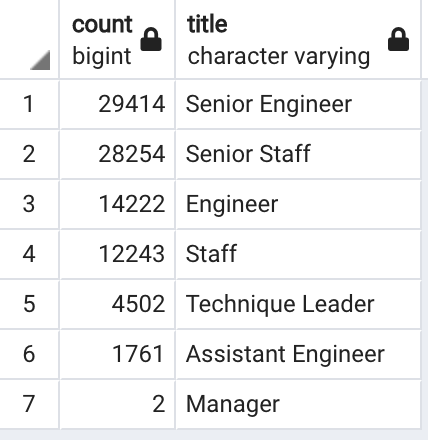 count title
bigint character varying
1 29414 Senior Engineer
2 28254 Senior Staff
3 14222 Engineer
4 12243 Staff
5 4502 Technique Leader
6 1761 Assistant Engineer
7 2 Manager